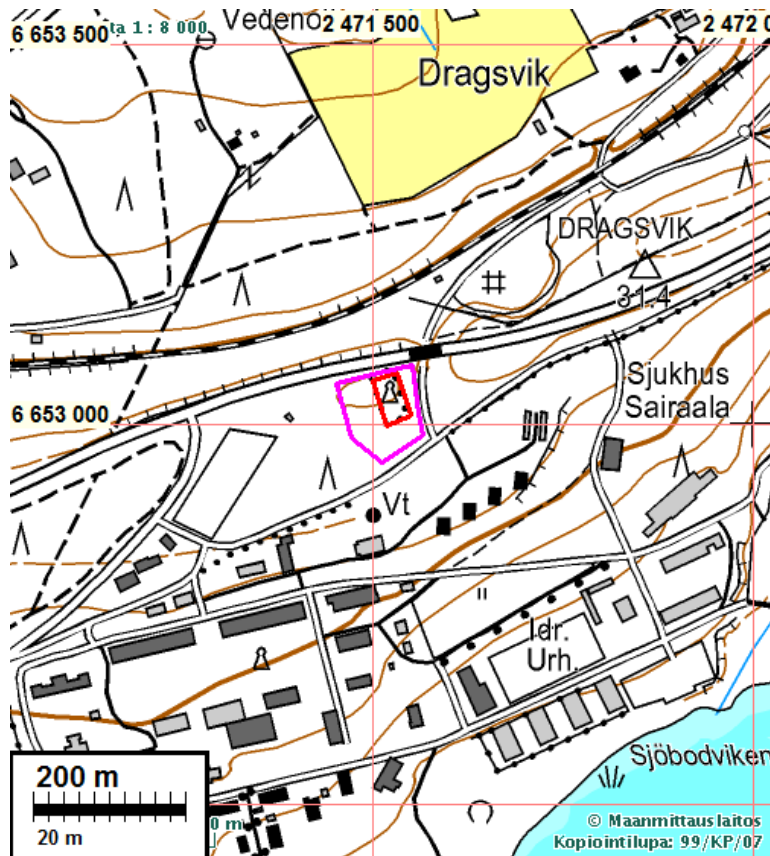 ta 1 : 8 000
Vedeno
2 471 500
2 472 0
6 653 500
Dragsvik
DRAGSVIK
31.4
Sjukhus
Sairaala
6 653 000
Vt
Idr.
Urh.
Sjöbodviken
200 m
20 m
0 m
© Maanmittauslaitos
Kopiointilupa: 99/KP/07